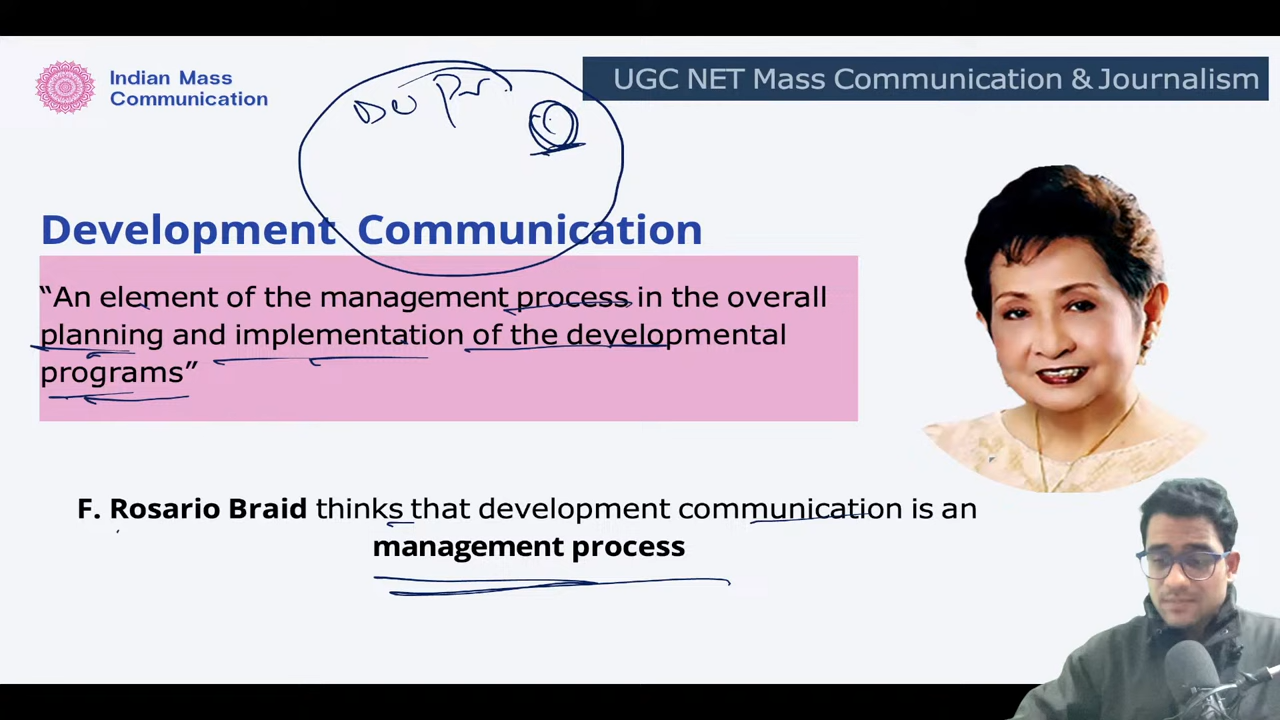 Indian Mass
Communication
UGC NET Mass Communication & Journalism
Development Communication
“An element of the management process in the overall
planning and implementation of the developmental
programs”
F. Rosario Braid thinks that development communication is an
management process